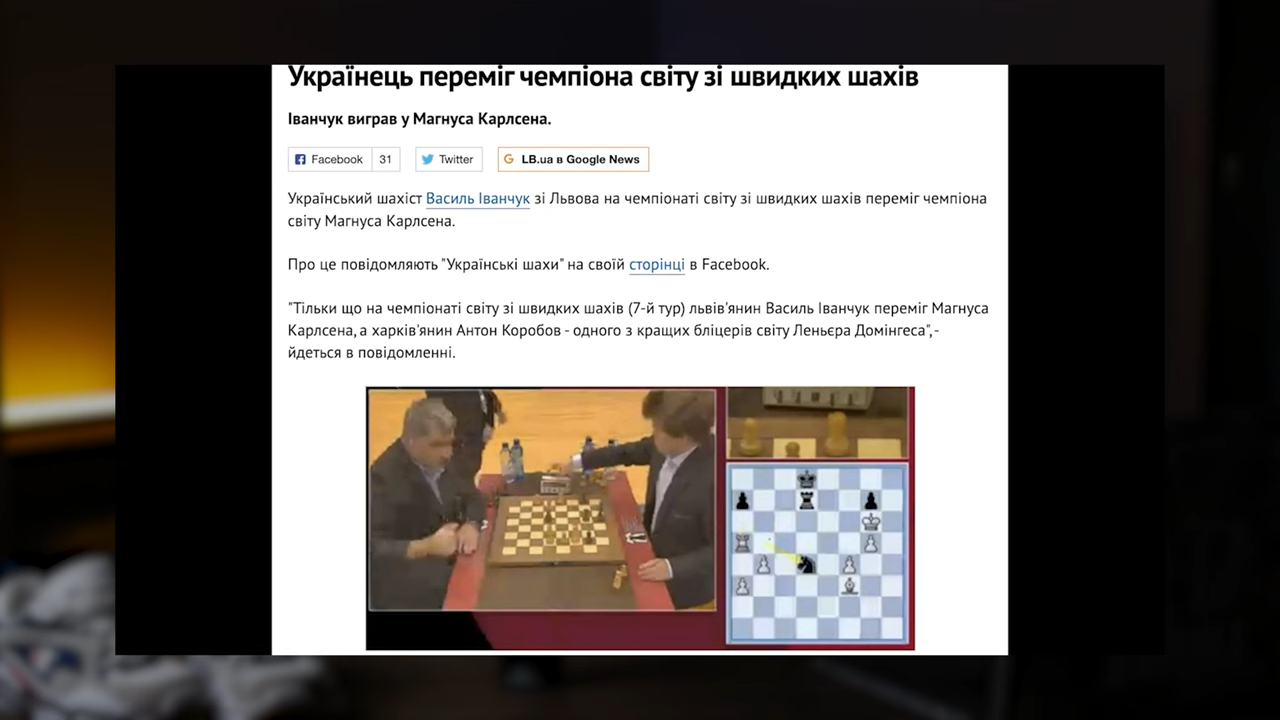 Українець переміг чемпіона світу зі швидких шахів
Іванчук виграв у Магнуса Карлсена.
Facebook 31 Twitter LB.ua в Google News
Український шахіст Василь Іванчук зі Львова на чемпіонаті світу зі швидких шахів переміг чемпіона
світу Магнуса Карлсена.
Про це повідомляють "Українські шахи" на своїй сторінці в Facebook.
"Тільки що на чемпіонаті світу зі швидких шахів (7-й тур) львів'янин Василь Іванчук переміг Магнуса
Карлсена, а харків'янин Антон Коробов - одного з кращих бліцерів світу Леньєра Домінгеса", -
йдеться в повідомленні.